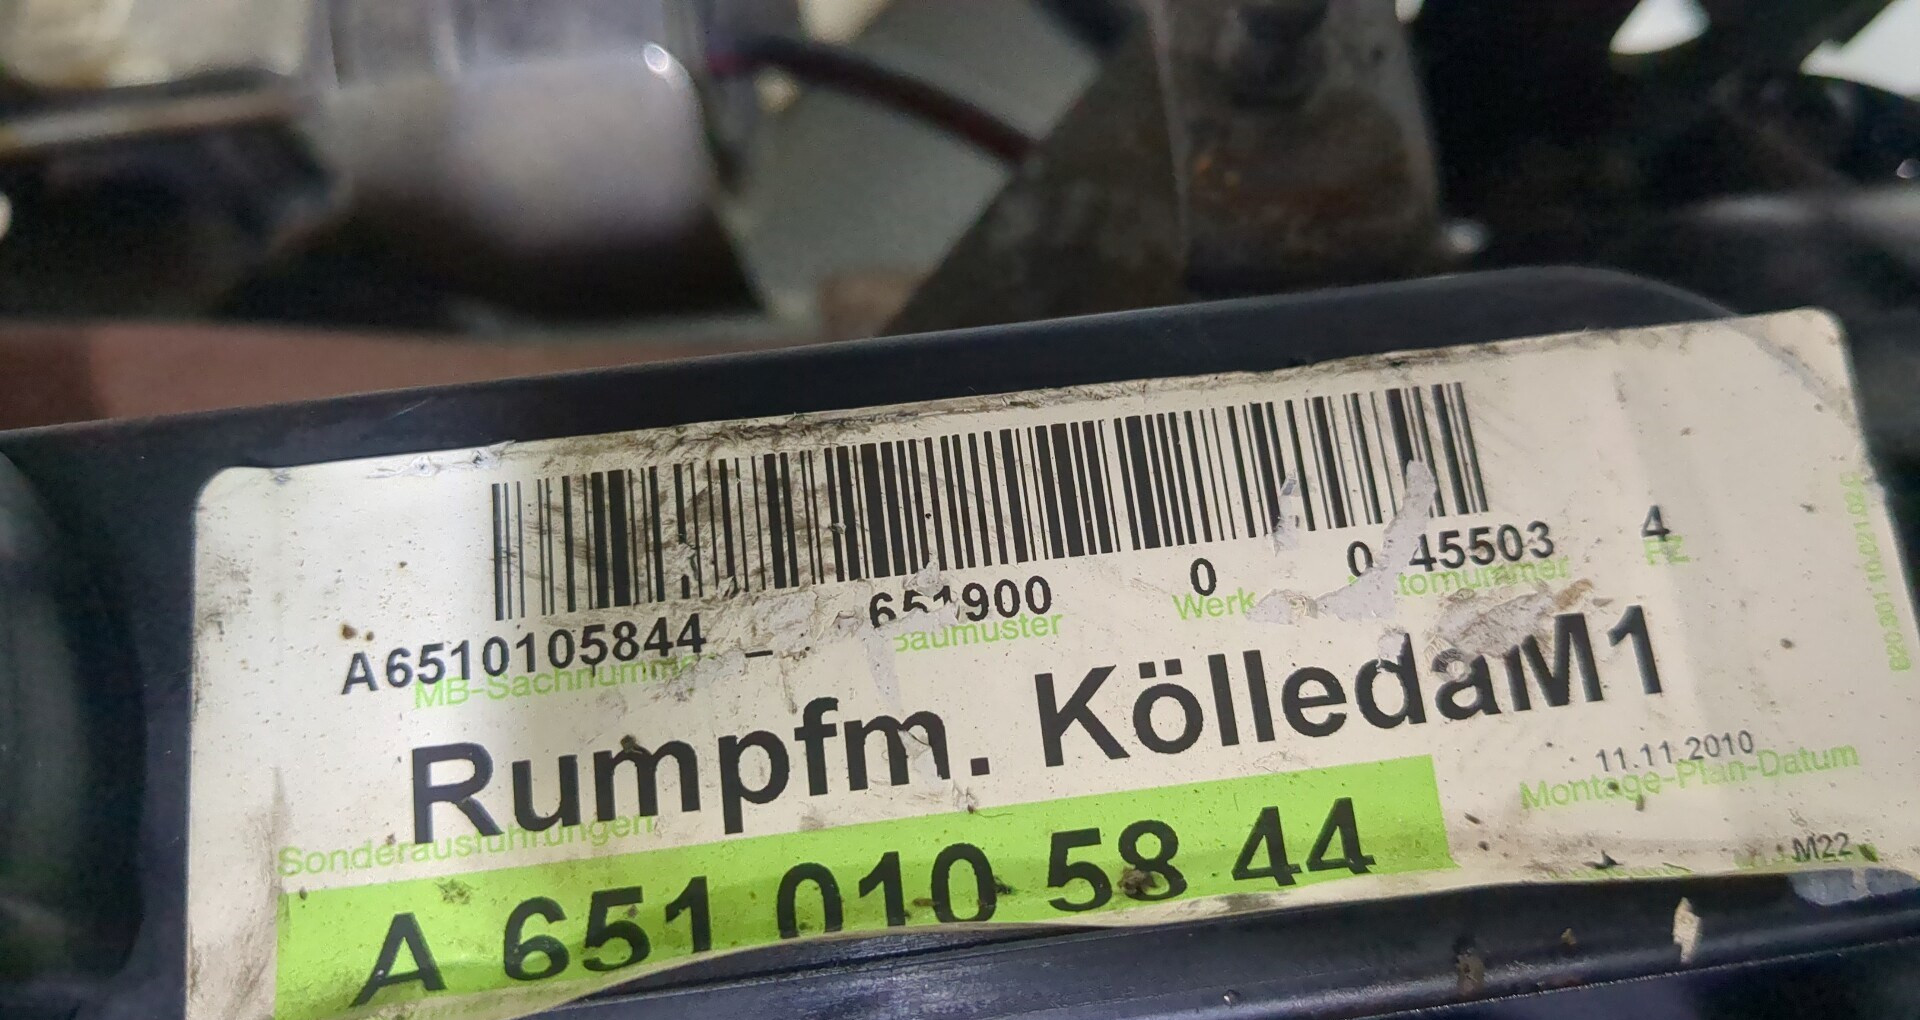 A6510105844 - 651900 0 45503 4
MB-Sachnummer Baumuster Werk PZ
Rumpfm. KölledaM1
11.11.2010
Sonderausführungen Montage-Plan-Datum
A 651 010 58 44
M22